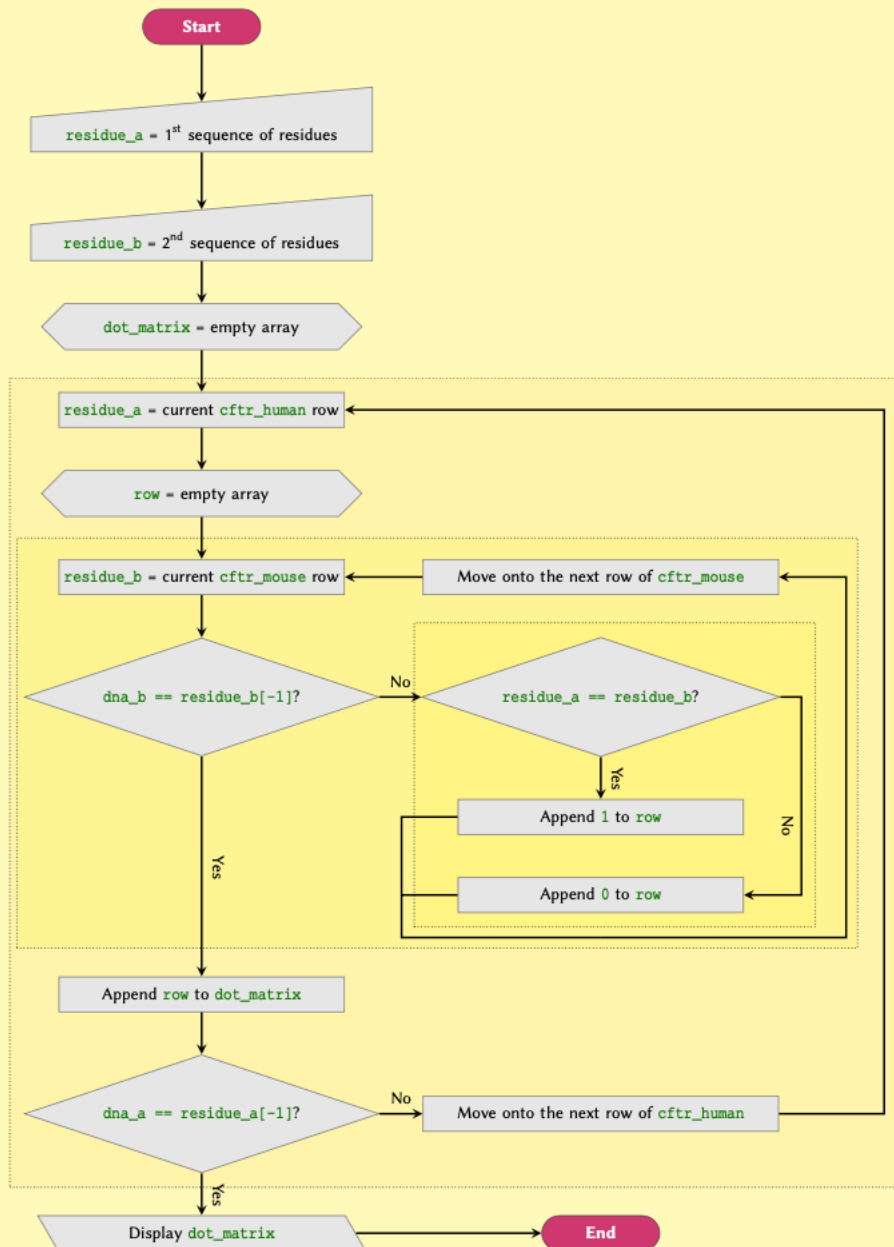 Start
residue_a = 1st sequence of residues
residue_b = 2nd sequence of residues
dot_matrix = empty array
residue_a = current cftr_human row
row = empty array
residue_b = current cftr_mouse row
Move onto the next row of cftr_mouse
dna_b == residue_b[-1]?
No
residue_a == residue_b?
Yes
No
Append 1 to row
Append 0 to row
Yes
Append row to dot_matrix
dna_a == residue_a[-1]?
No
Move onto the next row of cftr_human
Yes
Display dot_matrix
End